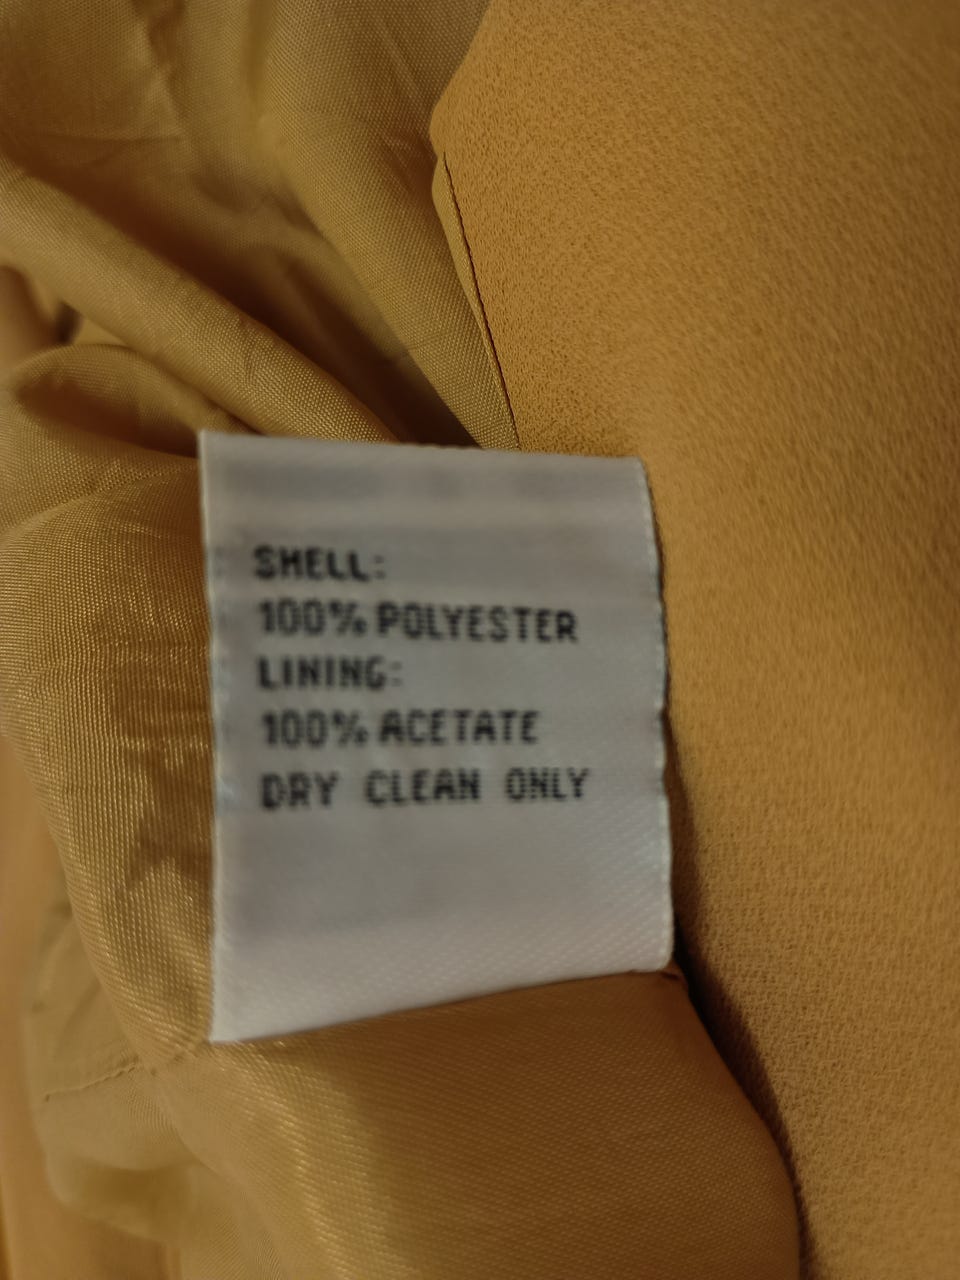 SHELL:
100% POLYESTER
LINING:
100% ACETATE
DRY CLEAN ONLY